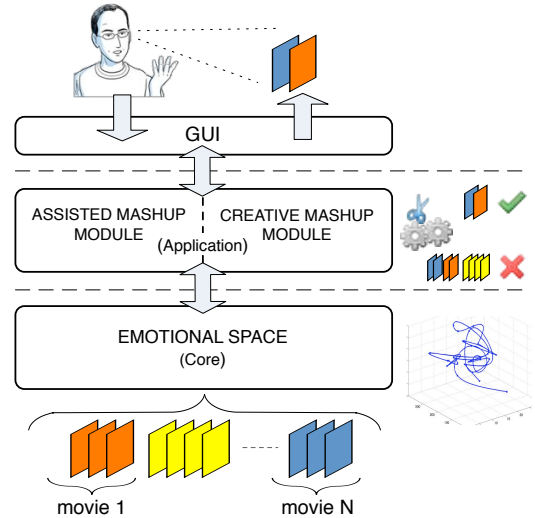 GUI
ASSISTED MASHUP
MODULE
CREATIVE MASHUP
MODULE
(Application)
EMOTIONAL SPACE
(Core)
movie 1
movie N